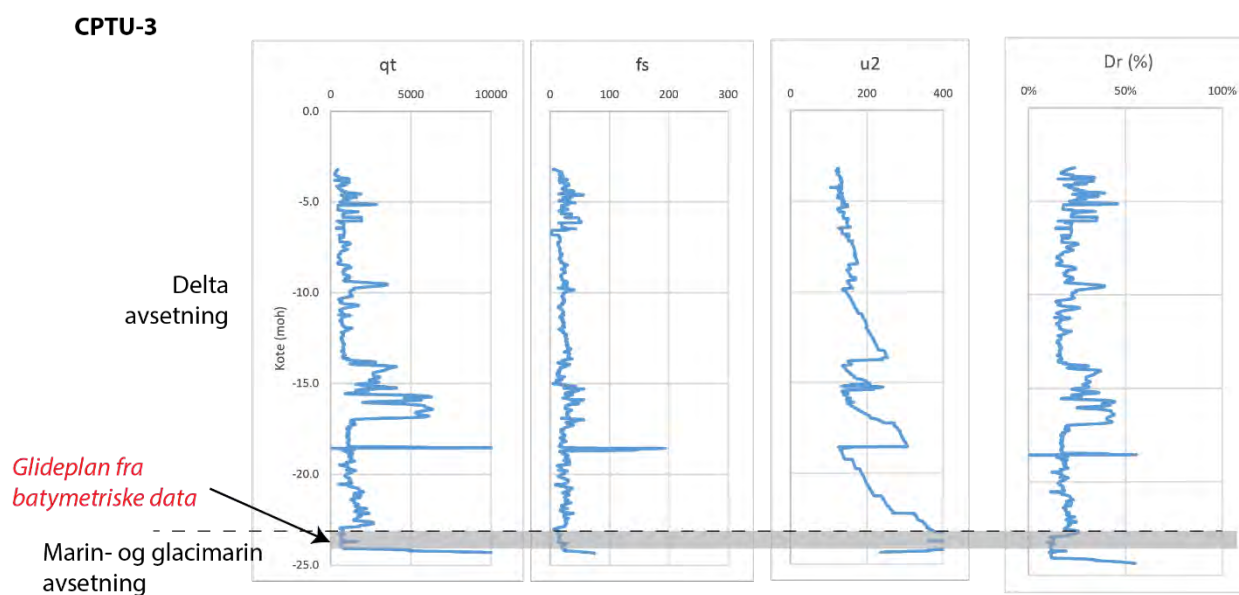 CPTU-3
qt
fs
u2
Dr (%)
0 5000 10000
0 100 200 300
0 200 400
0% 50% 100%
0.0
-5.0
-10.0
-15.0
-20.0
-25.0
Kote (moh)
Delta
avsetning
Glideplan fra
batymetriske data
Marin- og glacimarin
avsetning